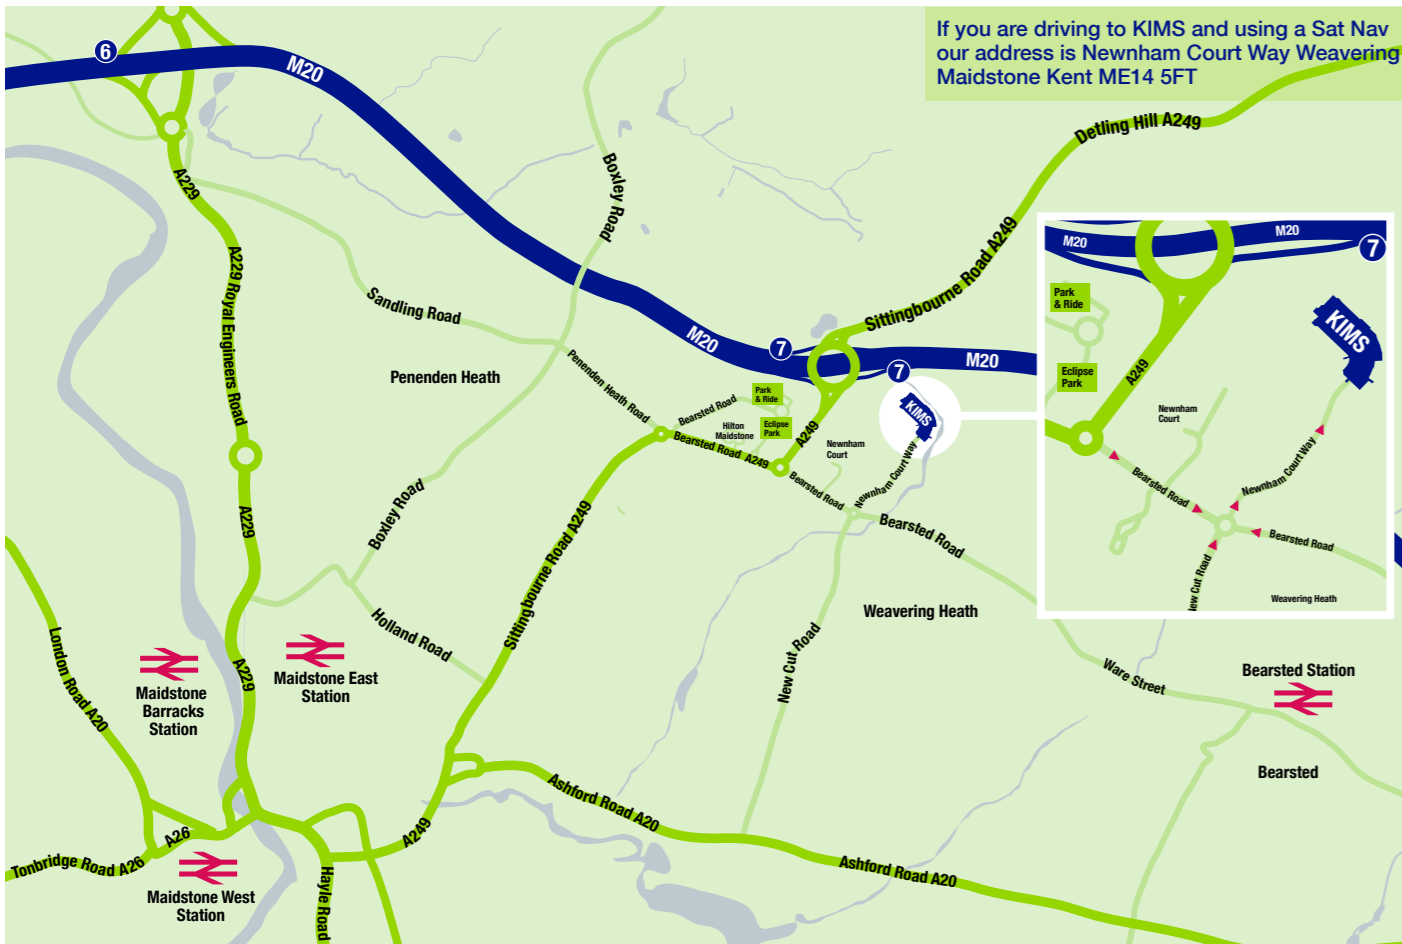 If you are driving to KIMS and using a Sat Nav
our address is Newnham Court Way Weavering
Maidstone Kent ME14 5FT
6
M20
Detling Hill A249
A229
Boxley Road
Sittingbourne Road A249
A229 Royal Engineers Road
Sandling Road
M20
7
7
M20
Penenden Heath
Penenden Heath Road
Bearsted Road
Park
& Ride
Hilton
Maidstone
Eclipse
Park
A249
KIMS
Bearsted Road A249
Newnham
Court
Newnham Court Way
Bearsted Road
Bearsted Road
A229
Boxley Road
Sittingbourne Road A249
Weavering Heath
Holland Road
New Cut Road
London Road A20
Maidstone
Barracks
Station
A229
Maidstone East
Station
Ware Street
Bearsted Station
Bearsted
Ashford Road A20
A249
A26
Tonbridge Road A26
Maidstone West
Station
Hayle Road
Ashford Road A20
M20
M20
7
Park
& Ride
KIMS
Eclipse
Park
A249
Newnham
Court
Newnham Court Way
Bearsted Road
Bearsted Road
New Cut Road
Weavering Heath